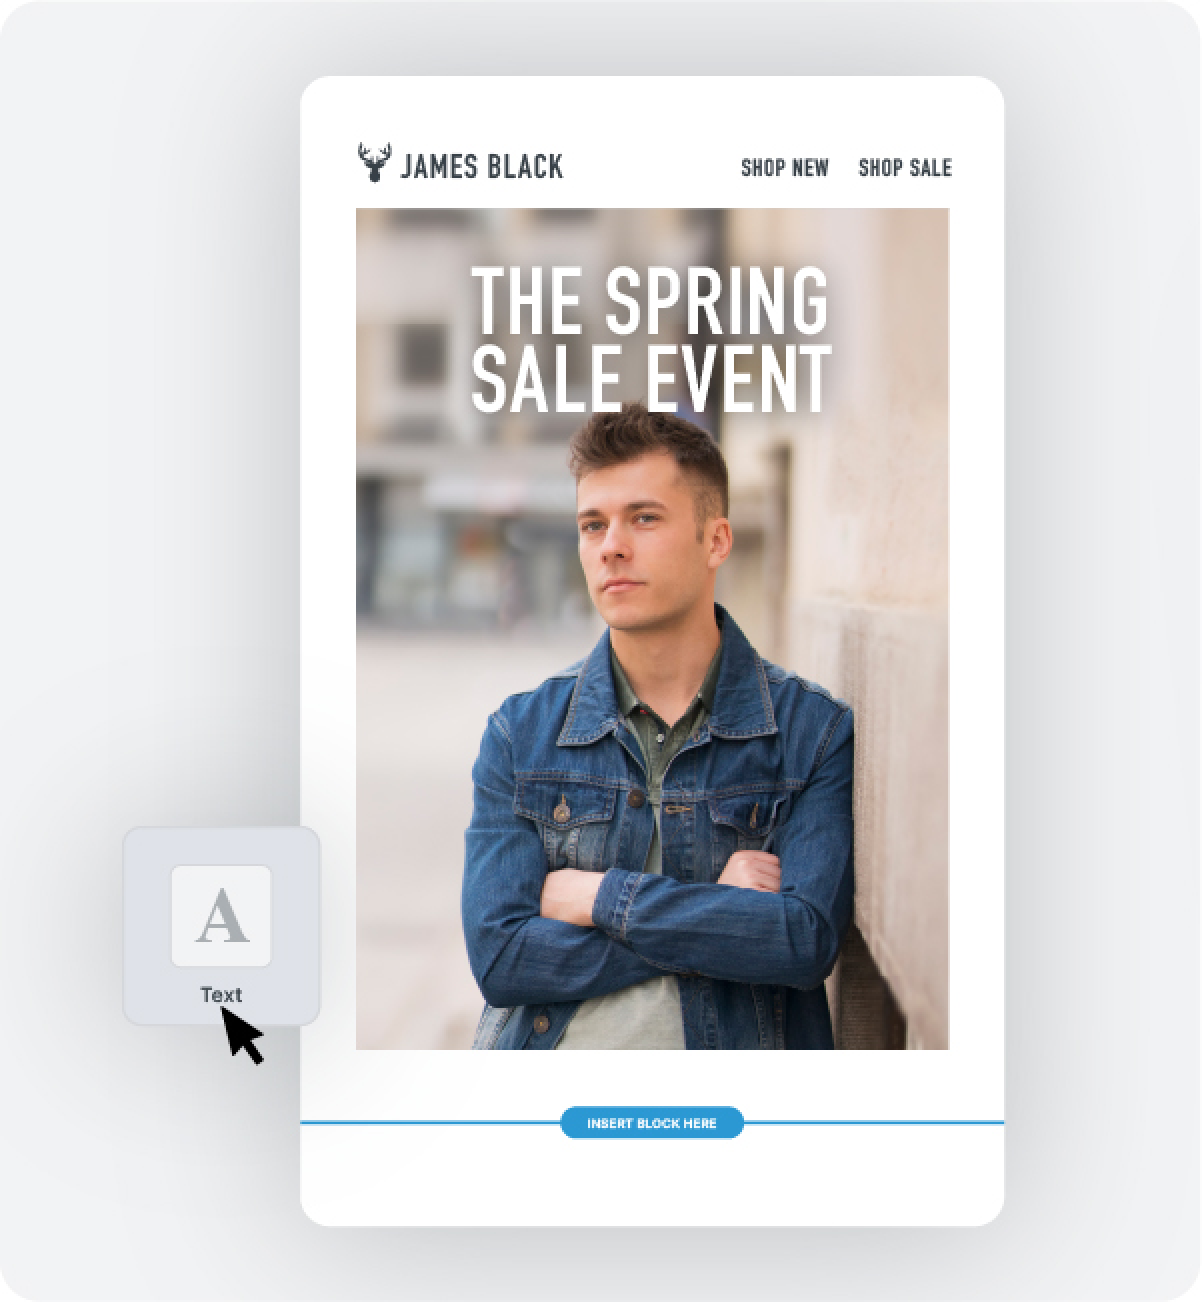 JAMES BLACK
SHOP NEW SHOP SALE
THE SPRING
SALE EVENT
A
Text
INSERT BLOCK HERE